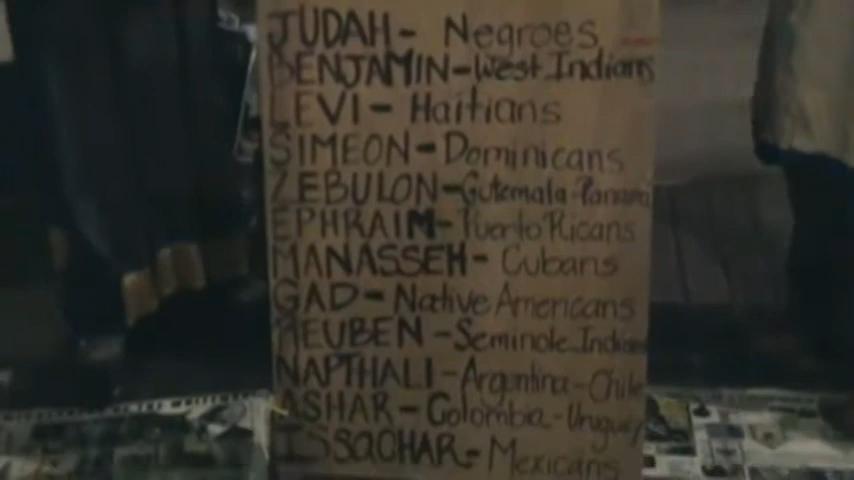 JUDAH- Negroes
BENJAMIN-West Indians
LEVI- Haitians
SIMEON-Dominicans
ZEBULON-Gutemala-Panama
EPHRAIM-Puerto Ricans
MANASSEH- Cubans
GAD-Native Americans
REUBEN-Seminole Indians
NAPTHALI-Argentina-Chile
ASHAR-Colombia-Uruguay
ISSACHAR-Mexicans